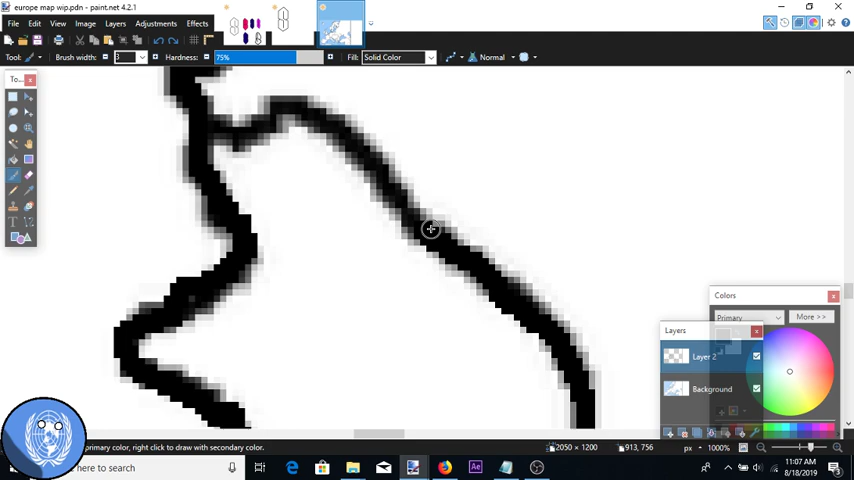 europe map wip.pdn - paint.net 4.2.1
File Edit View Image Layers Adjustments Effects
Tool: Brush width: 3 Hardness: 75% Fill: Solid Color Normal
To...
Colors
Primary More >>
Layers
Layer 2
Background
primary color, right click to draw with secondary color.
2050 × 1200 913, 756 px 1000%
here to search
Ae
11:07 AM
8/18/2019
3